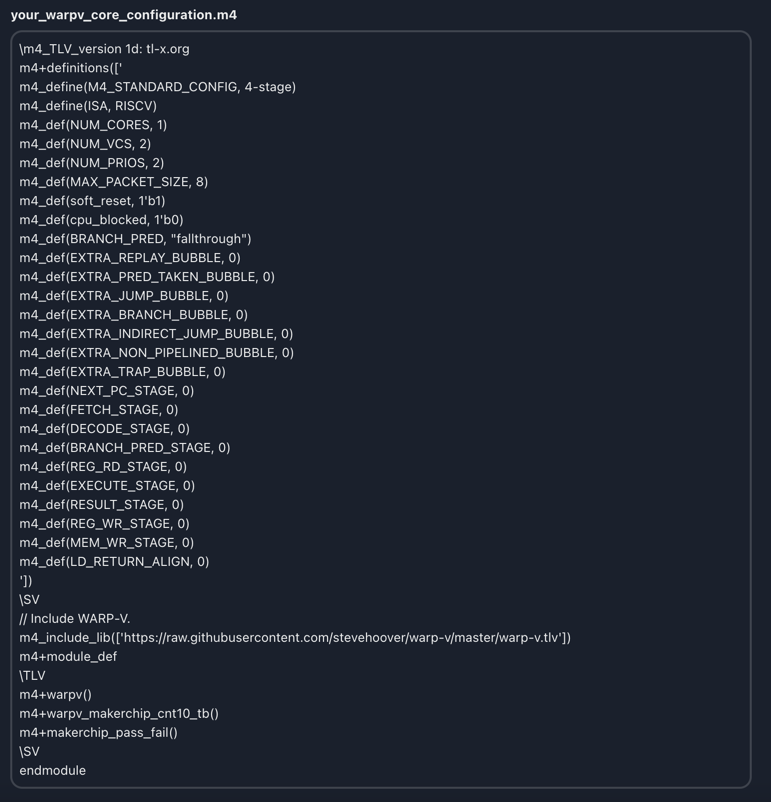 your_warpv_core_configuration.m4
\m4_TLV_version 1d: tl-x.org
m4+definitions(['
m4_define(M4_STANDARD_CONFIG, 4-stage)
m4_define(ISA, RISCV)
m4_def(NUM_CORES, 1)
m4_def(NUM_VCS, 2)
m4_def(NUM_PRIOS, 2)
m4_def(MAX_PACKET_SIZE, 8)
m4_def(soft_reset, 1'b1)
m4_def(cpu_blocked, 1'b0)
m4_def(BRANCH_PRED, "fallthrough")
m4_def(EXTRA_REPLAY_BUBBLE, 0)
m4_def(EXTRA_PRED_TAKEN_BUBBLE, 0)
m4_def(EXTRA_JUMP_BUBBLE, 0)
m4_def(EXTRA_BRANCH_BUBBLE, 0)
m4_def(EXTRA_INDIRECT_JUMP_BUBBLE, 0)
m4_def(EXTRA_NON_PIPELINED_BUBBLE, 0)
m4_def(EXTRA_TRAP_BUBBLE, 0)
m4_def(NEXT_PC_STAGE, 0)
m4_def(FETCH_STAGE, 0)
m4_def(DECODE_STAGE, 0)
m4_def(BRANCH_PRED_STAGE, 0)
m4_def(REG_RD_STAGE, 0)
m4_def(EXECUTE_STAGE, 0)
m4_def(RESULT_STAGE, 0)
m4_def(REG_WR_STAGE, 0)
m4_def(MEM_WR_STAGE, 0)
m4_def(LD_RETURN_ALIGN, 0)
'])
\SV
// Include WARP-V.
m4_include_lib(['https://raw.githubusercontent.com/stevehoover/warp-v/master/warp-v.tlv'])
m4+module_def
\TLV
m4+warpv()
m4+warpv_makerchip_cnt10_tb()
m4+makerchip_pass_fail()
\SV
endmodule